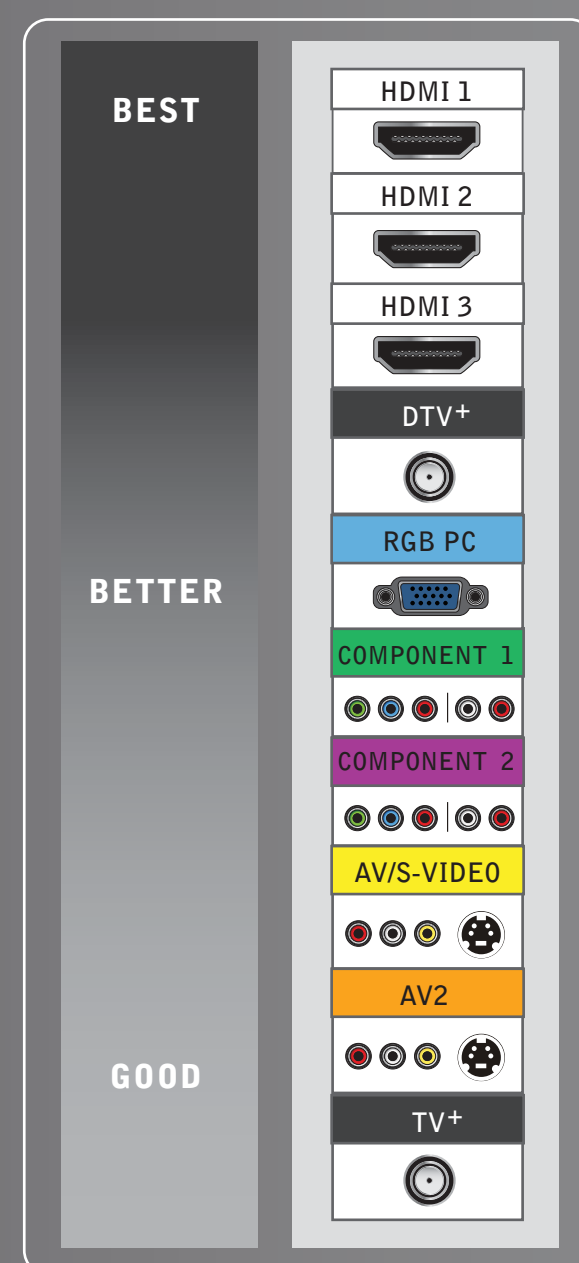 BEST
BETTER
GOOD
HDMI 1
HDMI 2
HDMI 3
DTV+
RGB PC
COMPONENT 1
COMPONENT 2
AV/S-VIDEO
AV2
TV+